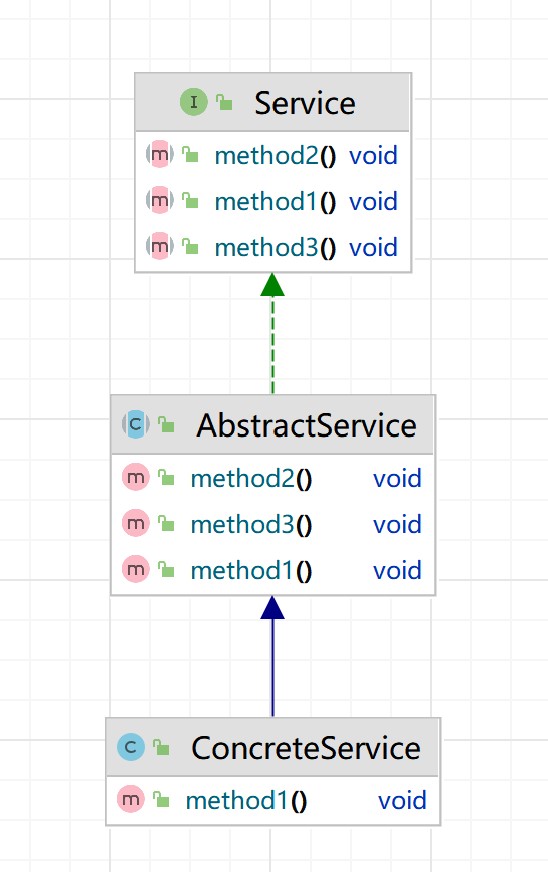 I Service
m method2() void
m method1() void
m method3() void
C AbstractService
m method2() void
m method3() void
m method1() void
C ConcreteService
m method1() void